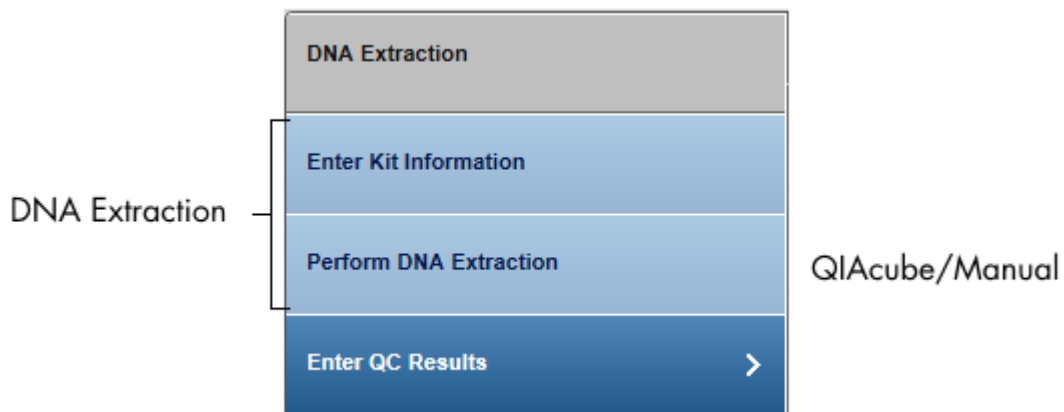 DNA Extraction
Enter Kit Information
DNA Extraction
Perform DNA Extraction
QIAcube/Manual
Enter QC Results